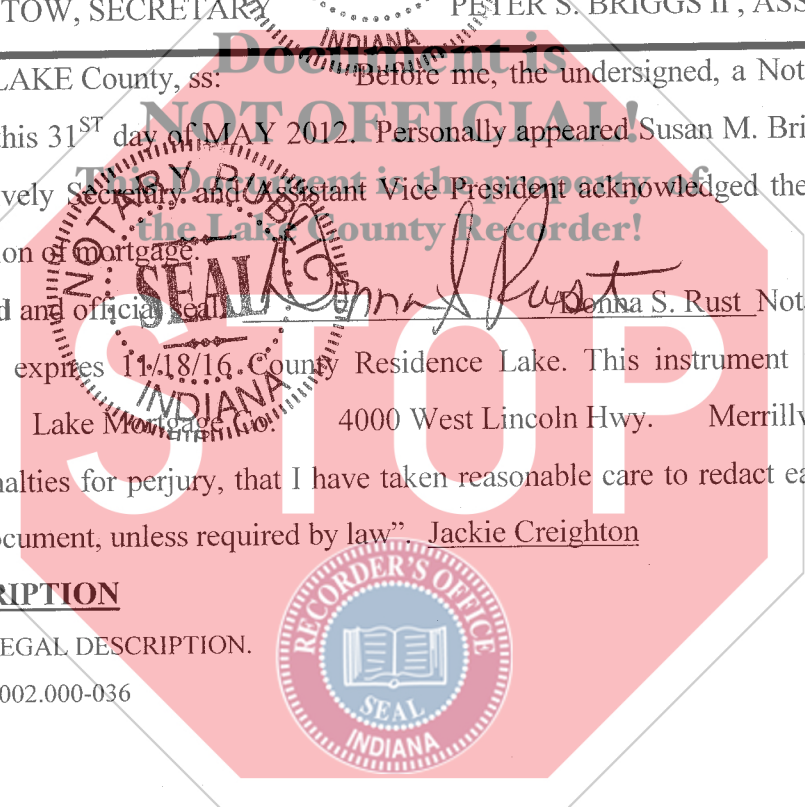 TOW, SECRETARY PETER S. BRIGGS II , ASS
INDIANA
Document is
LAKE County, ss: Before me, the undersigned, a Not
NOT OFFICIAL!
this 31ST day of MAY 2012. Personally appeared Susan M. Bri
This Document is the property of
vely Secretary and Assistant Vice President acknowledged the
the Lake County Recorder!
ion of mortgage.
NOTARY PUBLIC
SEAL
INDIANA
Donna S Rust
d and official seal. Donna S. Rust Not
expires 11/18/16 County Residence Lake. This instrument
Lake Mortgage Co. 4000 West Lincoln Hwy. Merrillv
STOP
nalties for perjury, that I have taken reasonable care to redact ea
ocument, unless required by law”. Jackie Creighton
RIPTION
EGAL DESCRIPTION.
002.000-036
RECORDER'S OFFICE
SEAL
INDIANA